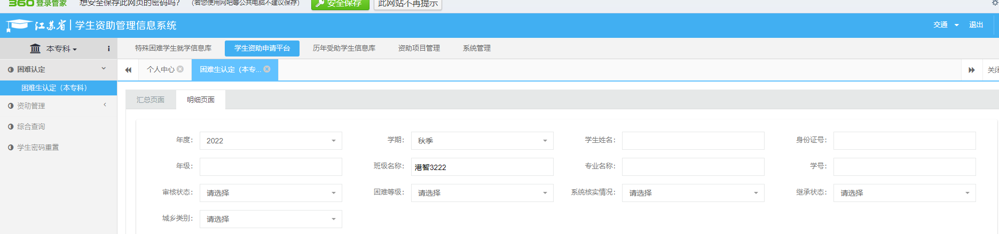 360登录管家 想安全保存此网页的密码吗? (若您使用网吧等公共电脑不建议保存) 安全保存 此网站不再提示
江苏省 | 学生资助管理信息系统 交通 退出
本专科 i 特殊困难学生就学信息库 学生资助申请平台 历年受助学生信息库 资助项目管理 系统管理
困难认定 个人中心 困难生认定（本专... 关闭
困难生认定（本专科）
汇总页面 明细页面
资助管理
综合查询
学生密码重置
年度: 2022 学期: 秋季 学生姓名: 身份证号:
年级: 班级名称: 港智3222 专业名称: 学号:
审核状态: 请选择 困难等级: 请选择 系统核实情况: 请选择 继承状态: 请选择
城乡类别: 请选择